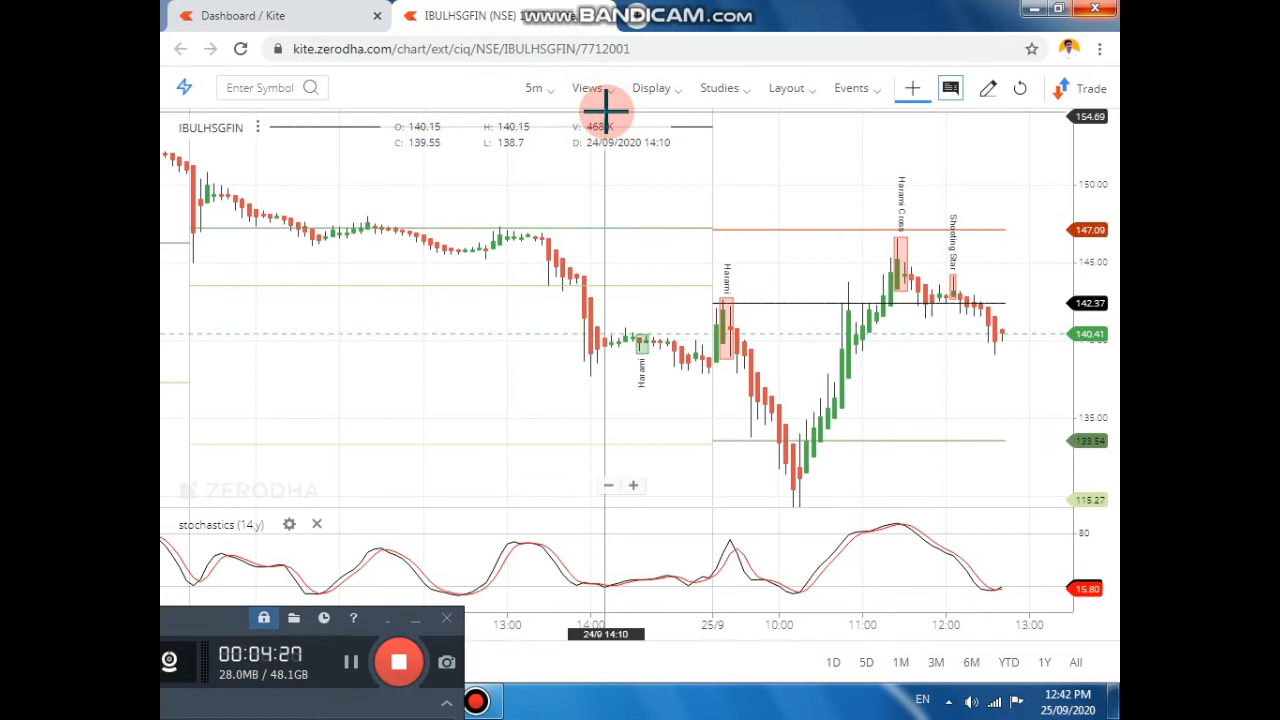 Dashboard / Kite
IBULHSGFIN (NSE) 1
www.BANDICAM.com
kite.zerodha.com/chart/ext/ciq/NSE/IBULHSGFIN/7712001
Enter Symbol
5m
Views
Display
Studies
Layout
Events
Trade
IBULHSGFIN
O: 140.15
H: 140.15
V: 468 K
C: 139.55
L: 138.7
D: 24/09/2020 14:10
154.69
150.00
147.09
145.00
142.37
140.41
140.00
135.00
133.54
115.27
Harami
Harami
Harami Cross
Shooting Star
ZERODHA
stochastics (14,y)
80
15.80
13:00
14:00
25/9
10:00
11:00
12:00
13:00
24/9 14:10
00:04:27
28.0MB / 48.1GB
1D
5D
1M
3M
6M
YTD
1Y
All
EN
12:42 PM
25/09/2020